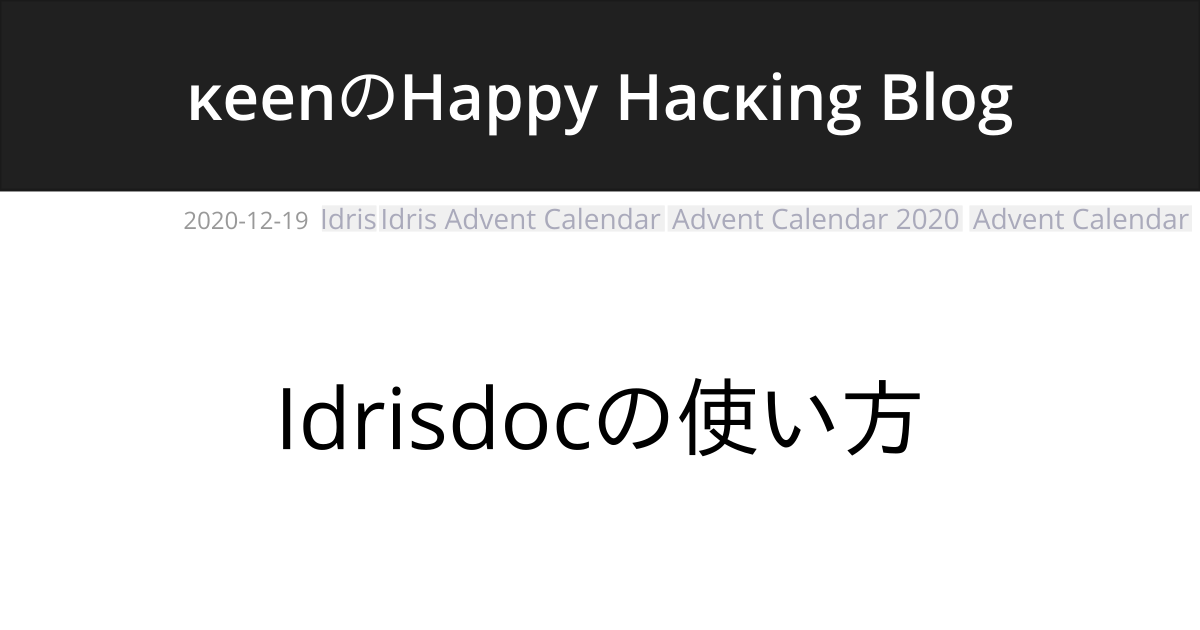 κeenのHappy Hacκing Blog
2020-12-19 Idris Idris Advent Calendar Advent Calendar 2020 Advent Calendar
Idrisdocの使い方